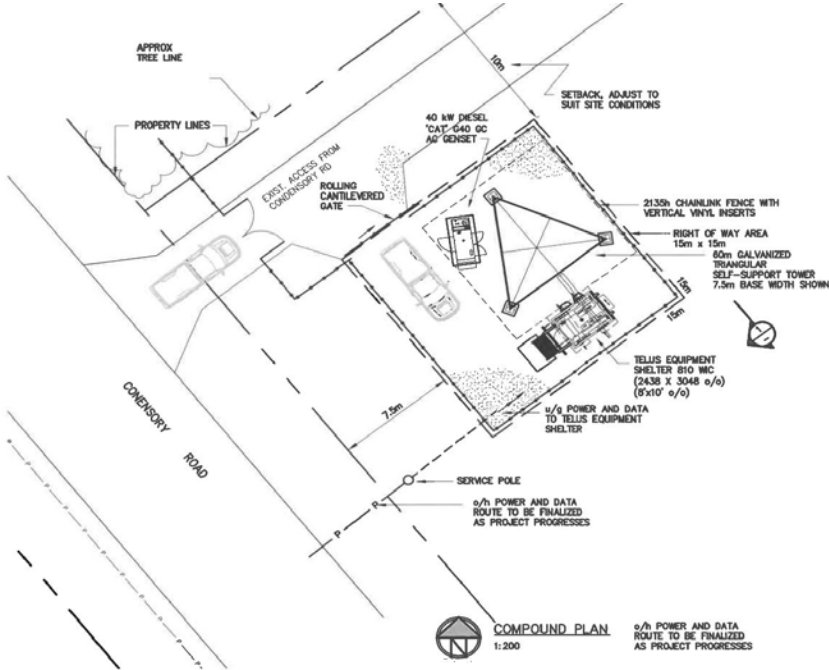 APPROX
TREE LINE
PROPERTY LINES
10m
SETBACK, ADJUST TO
SUIT SITE CONDITIONS
40 kW DIESEL
'CAT' G40 GC
AC GENSET
EXIST. ACCESS FROM
CONDENSORY RD
ROLLING
CANTILEVERED
GATE
2135h CHAINLINK FENCE WITH
VERTICAL VINYL INSERTS
RIGHT OF WAY AREA
15m x 15m
60m GALVANIZED
TRIANGULAR
SELF-SUPPORT TOWER
7.5m BASE WIDTH SHOWN
15m
15m
TELUS EQUIPMENT
SHELTER 810 WIC
(2438 X 3048 o/o)
(8'x10' o/o)
7.5m
u/g POWER AND DATA
TO TELUS EQUIPMENT
SHELTER
CONENSORY ROAD
SERVICE POLE
P
P
o/h POWER AND DATA
ROUTE TO BE FINALIZED
AS PROJECT PROGRESSES
N
COMPOUND PLAN
1:200
o/h POWER AND DATA
ROUTE TO BE FINALIZED
AS PROJECT PROGRESSES